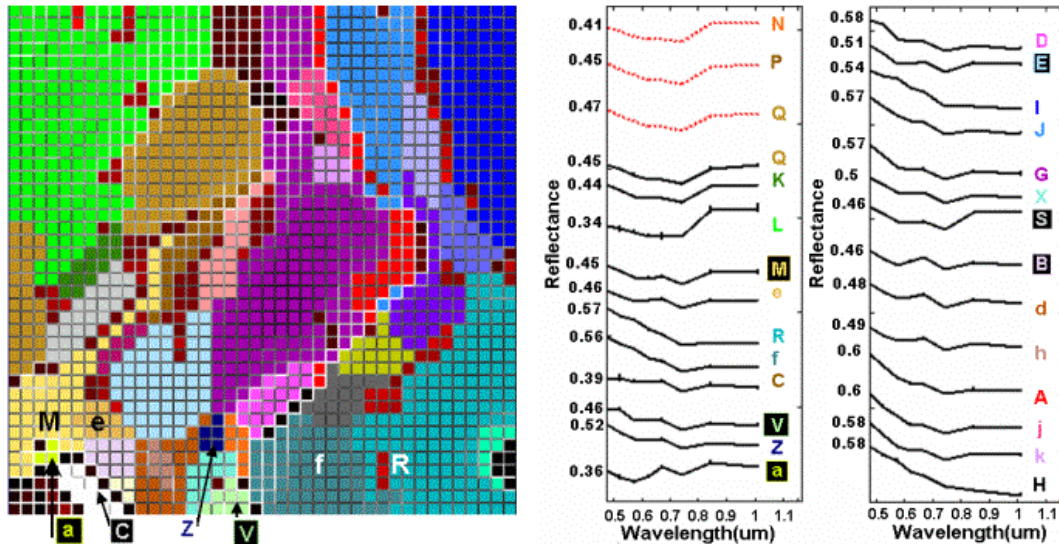 M e f R
a C Z V
Reflectance
0.41 N
0.45 P
0.47 Q
0.45 Q
0.44 K
0.34 L
0.45 M
0.46 e
0.57 R
0.56 f
0.39 C
0.46 V
0.52 Z
0.36 a
0.5 0.6 0.7 0.8 0.9 1 1.1
Wavelength(um)
Reflectance
0.58 D
0.51 E
0.54 I
0.57 J
0.57 G
0.5 X
0.46 S
0.46 B
0.48 d
0.49 h
0.6 A
0.6 j
0.58 k
0.58 H
0.5 0.6 0.7 0.8 0.9 1 1.1
Wavelength(um)